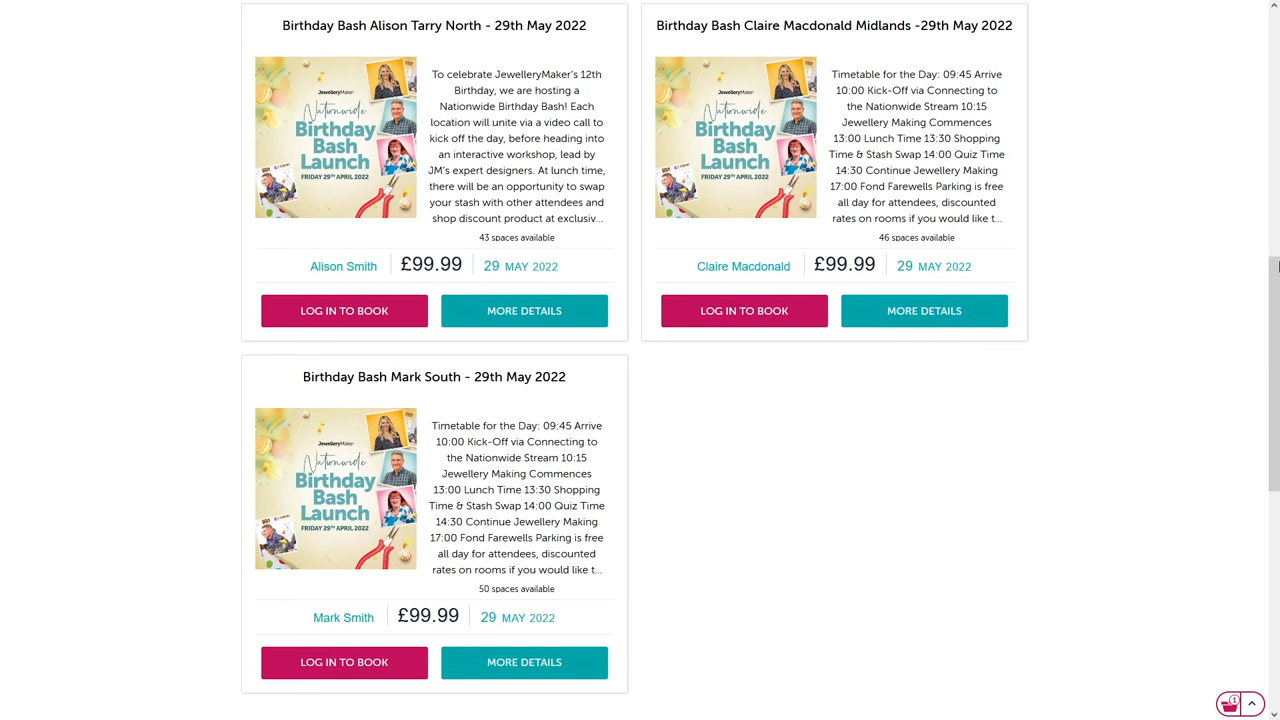 Birthday Bash Alison Tarry North - 29th May 2022
JewelleryMaker
Nationwide
Birthday
Bash
Launch
FRIDAY 29TH APRIL 2022
To celebrate JewelleryMaker's 12th
Birthday, we are hosting a
Nationwide Birthday Bash! Each
location will unite via a video call to
kick off the day, before heading into
an interactive workshop, lead by
JM's expert designers. At lunch time,
there will be an opportunity to swap
your stash with other attendees and
shop discount product at exclusiv...
43 spaces available
Alison Smith £99.99 29 MAY 2022
LOG IN TO BOOK MORE DETAILS
Birthday Bash Claire Macdonald Midlands -29th May 2022
JewelleryMaker
Nationwide
Birthday
Bash
Launch
FRIDAY 29TH APRIL 2022
Timetable for the Day: 09:45 Arrive
10:00 Kick-Off via Connecting to
the Nationwide Stream 10:15
Jewellery Making Commences
13:00 Lunch Time 13:30 Shopping
Time & Stash Swap 14:00 Quiz Time
14:30 Continue Jewellery Making
17:00 Fond Farewells Parking is free
all day for attendees, discounted
rates on rooms if you would like t...
46 spaces available
Claire Macdonald £99.99 29 MAY 2022
LOG IN TO BOOK MORE DETAILS
Birthday Bash Mark South - 29th May 2022
JewelleryMaker
Nationwide
Birthday
Bash
Launch
FRIDAY 29TH APRIL 2022
Timetable for the Day: 09:45 Arrive
10:00 Kick-Off via Connecting to
the Nationwide Stream 10:15
Jewellery Making Commences
13:00 Lunch Time 13:30 Shopping
Time & Stash Swap 14:00 Quiz Time
14:30 Continue Jewellery Making
17:00 Fond Farewells Parking is free
all day for attendees, discounted
rates on rooms if you would like t...
50 spaces available
Mark Smith £99.99 29 MAY 2022
LOG IN TO BOOK MORE DETAILS
1